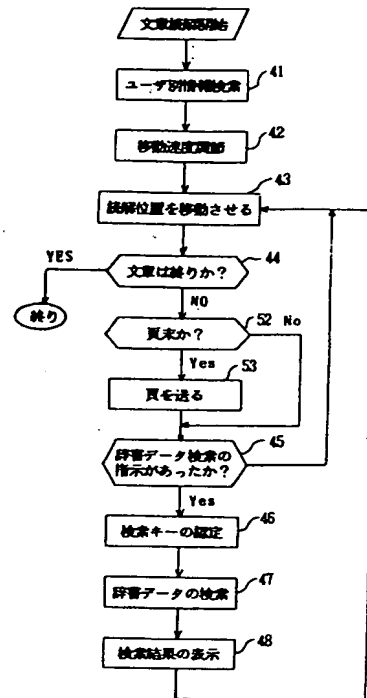 文章読解開始
ユーザ別情報検索
41
移動速度調節
42
読解位置を移動させる
43
文章は終りか?
44
YES
終り
NO
頁末か?
52
No
Yes
頁を送る
53
辞書データ検索の
指示があったか?
45
Yes
検索キーの認定
46
辞書データの検索
47
検索結果の表示
48